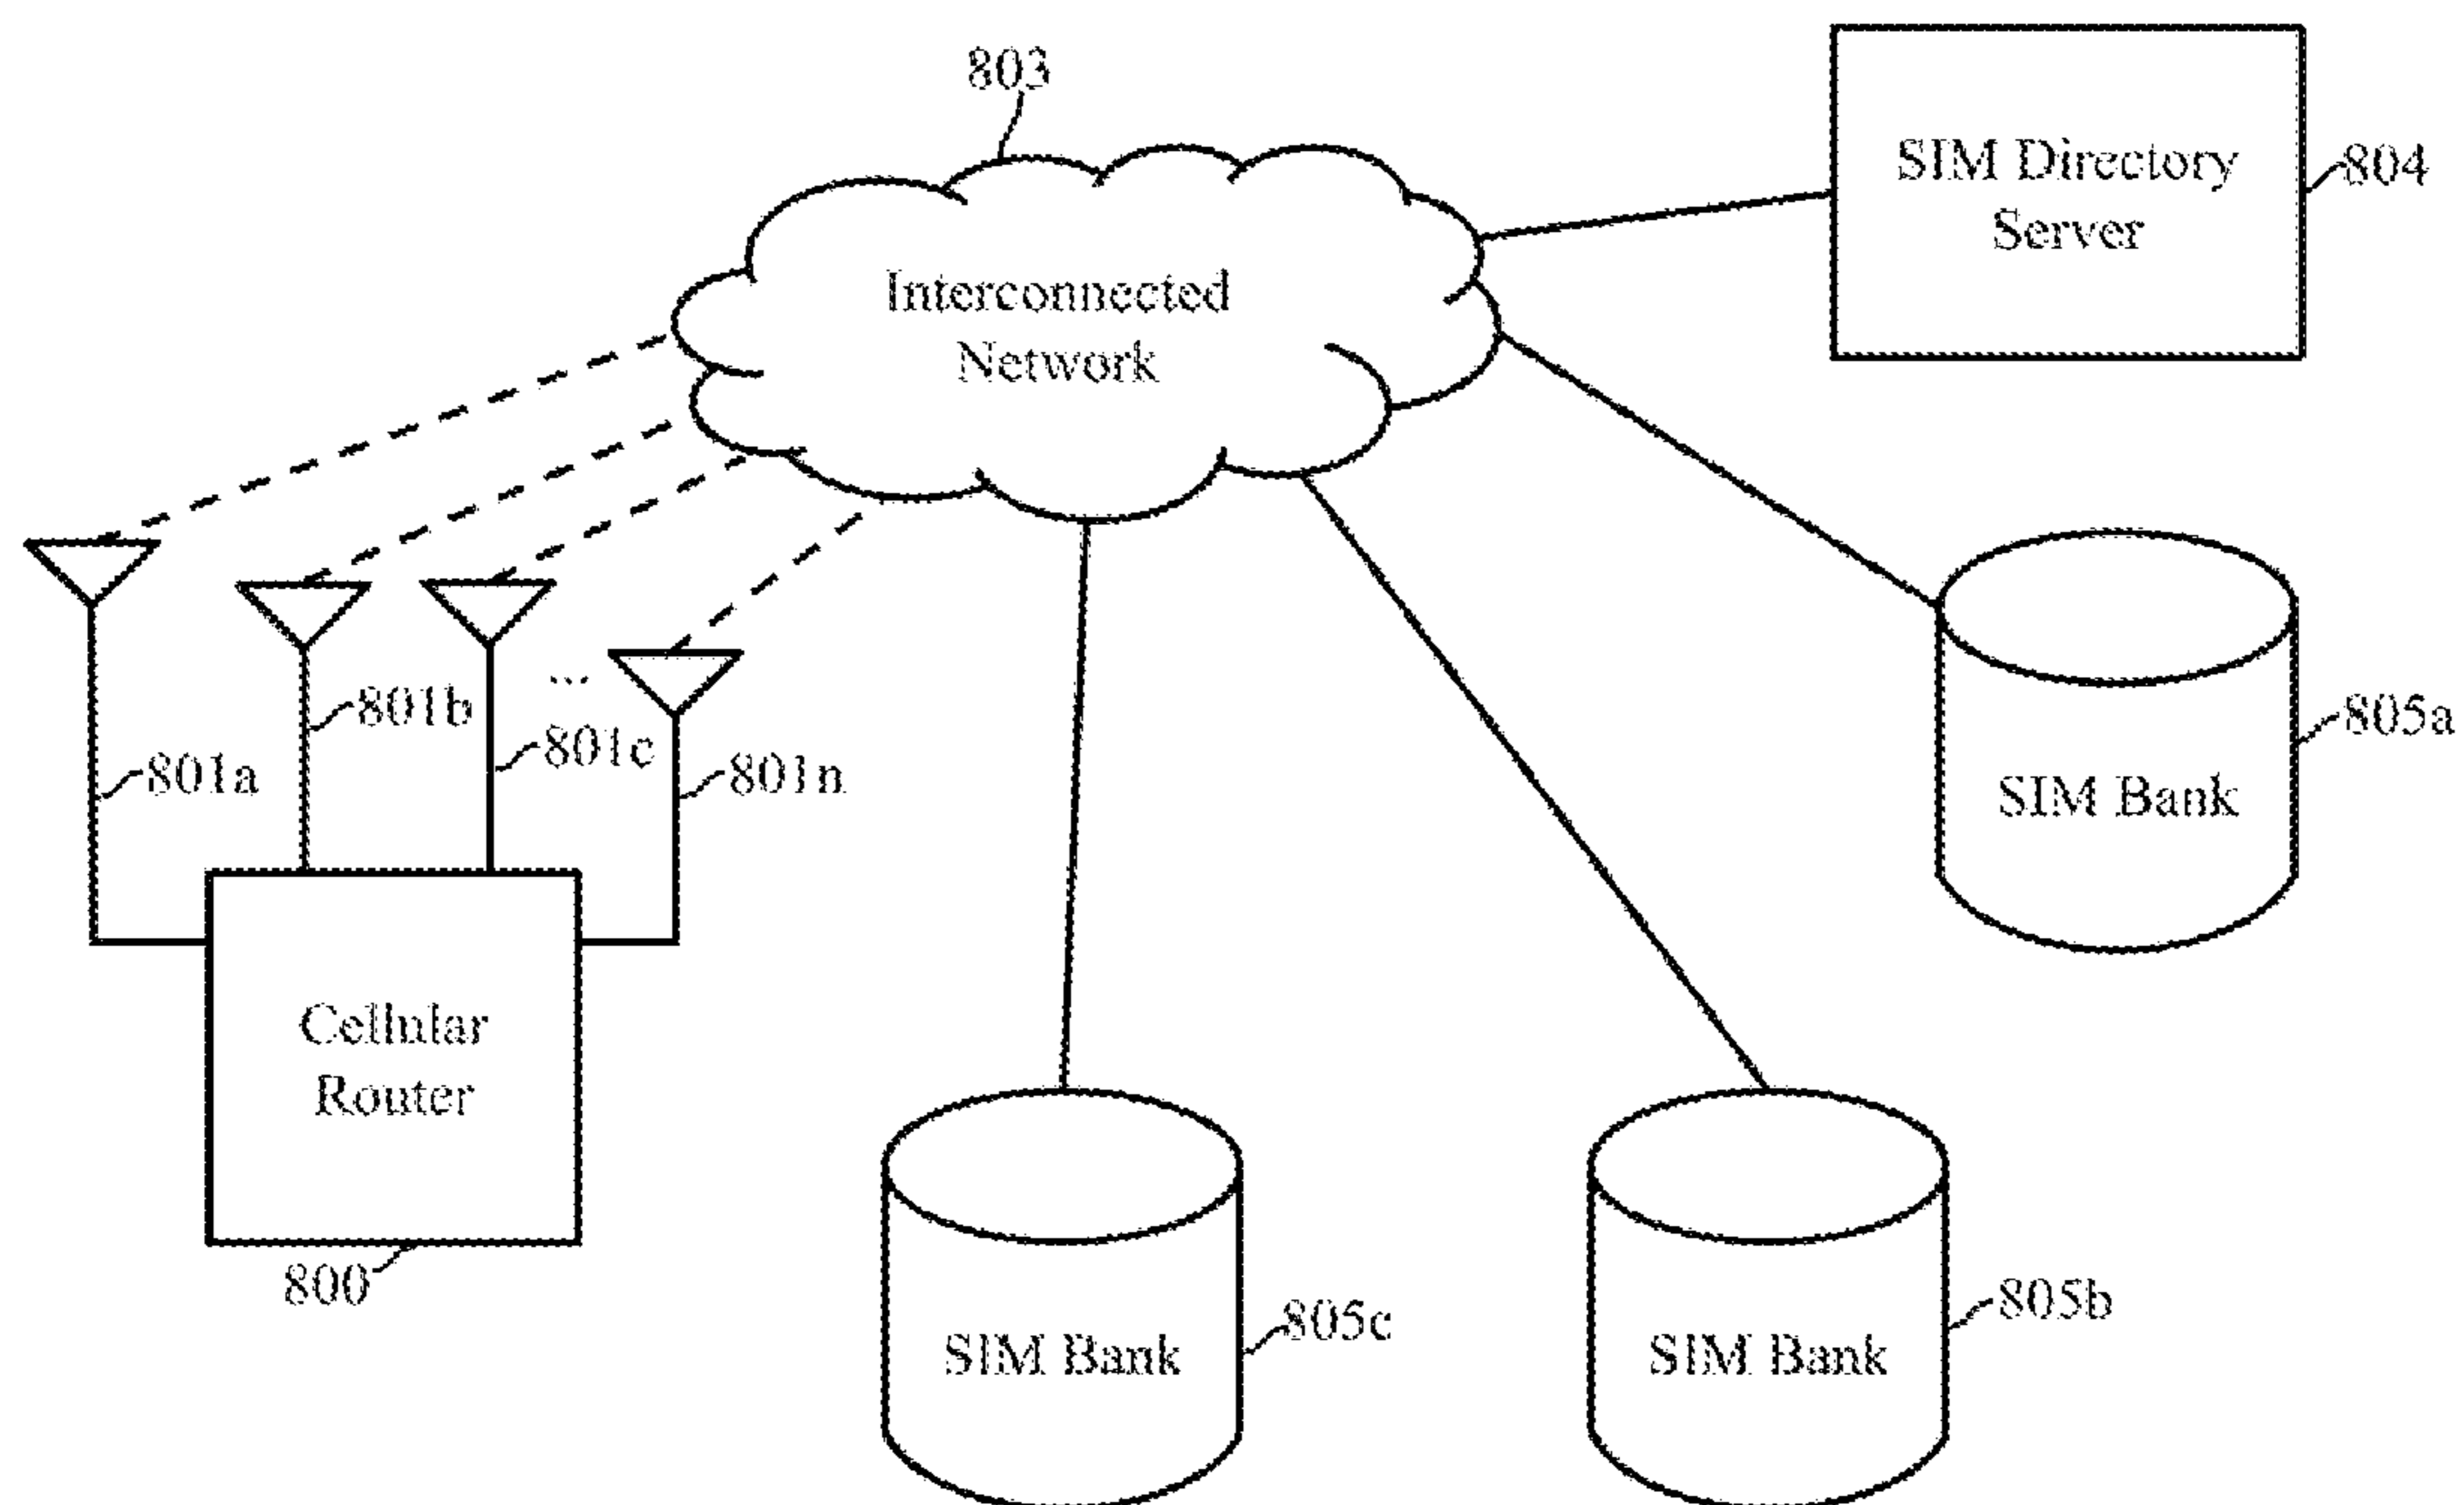 803
SIM Directory
Server
804
Interconnected
Network
801b
801c
801a
801n
...
805a
SIM Bank
Cellular
Router
800
805c
SIM Bank
805b
SIM Bank